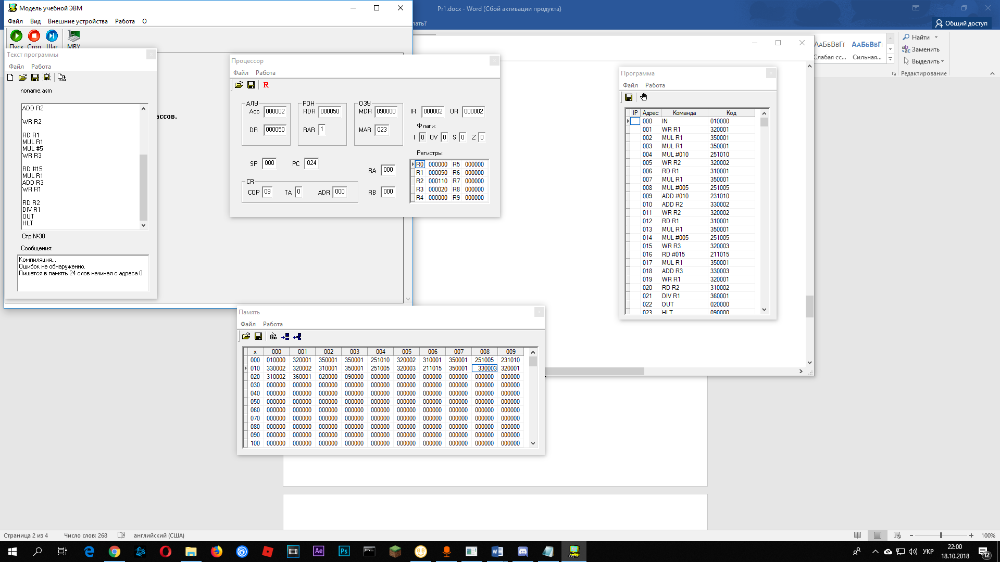 Модель учебной ЭВМ
Pr1.docx - Word (Сбой активации продукта)
Файл Вид Внешние устройства Работа О
лать?
Общий доступ
Пуск Стоп Шаг МВУ
АаБбВвГг АаБбВвГг
Слабая сс... Сильная...
Найти
Заменить
Выделить
Редактирование
Текст программы
Файл Работа
noname.asm
ADD R2
WR R2
RD R1
MUL R1
MUL #5
WR R3
RD #15
MUL R1
ADD R3
WR R1
RD R2
DIV R1
OUT
HLT
Стр №30
Сообщения:
Компиляция...
Ошибок не обнаруженно.
Пишется в память 24 слов начиная с адреса 0
ассов.
Процессор
Файл Работа
R
АЛУ РОН ОЗУ
Acc 000002 RDR 000050 MDR 090000 IR 000002 OR 000002
Флаги:
DR 000050 RAR 1 MAR 023
I 0 OV 0 S 0 Z 0
Регистры:
SP 000 PC 024 RA 000
CR
COP 09 TA 0 ADR 000 RB 000
R0 000000 R5 000000
R1 000050 R6 000000
R2 000110 R7 000000
R3 000020 R8 000000
R4 000000 R9 000000
Программа
Файл Работа
IP Адрес Команда Код
000 IN 010000
001 WR R1 320001
002 MUL R1 350001
003 MUL R1 350001
004 MUL #010 251010
005 WR R2 320002
006 RD R1 310001
007 MUL R1 350001
008 MUL #005 251005
009 ADD #010 231010
010 ADD R2 330002
011 WR R2 320002
012 RD R1 310001
013 MUL R1 350001
014 MUL #005 251005
015 WR R3 320003
016 RD #015 211015
017 MUL R1 350001
018 ADD R3 330003
019 WR R1 320001
020 RD R2 310002
021 DIV R1 360001
022 OUT 020000
023 HLT 090000
Память
Файл Работа
Go
x 000 001 002 003 004 005 006 007 008 009
000 010000 320001 350001 350001 251010 320002 310001 350001 251005 231010
010 330002 320002 310001 350001 251005 320003 211015 350001 330003 320001
020 310002 360001 020000 090000 000000 000000 000000 000000 000000 000000
030 000000 000000 000000 000000 000000 000000 000000 000000 000000 000000
040 000000 000000 000000 000000 000000 000000 000000 000000 000000 000000
050 000000 000000 000000 000000 000000 000000 000000 000000 000000 000000
060 000000 000000 000000 000000 000000 000000 000000 000000 000000 000000
070 000000 000000 000000 000000 000000 000000 000000 000000 000000 000000
080 000000 000000 000000 000000 000000 000000 000000 000000 000000 000000
090 000000 000000 000000 000000 000000 000000 000000 000000 000000 000000
100 000000 000000 000000 000000 000000 000000 000000 000000 000000 000000
Страница 2 из 4 Число слов: 268 английский (США) 100%
Ae Ps
УКР
22:00
18.10.2018
12